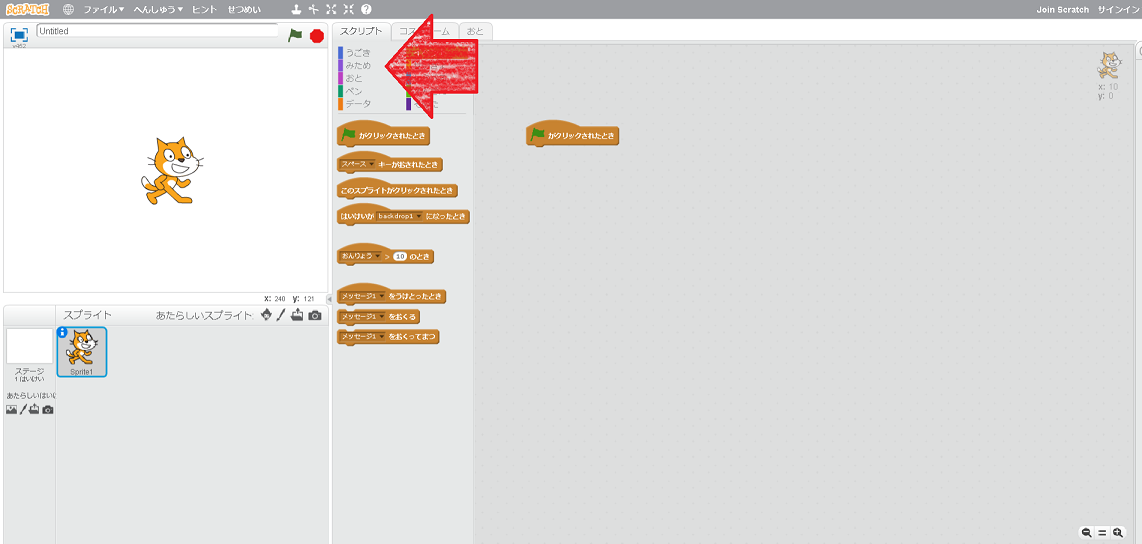 SCRATCH ファイル へんしゅう ヒント せつめい Join Scratch サインイン
Untitled
v452
スクリプト おと
うごき
みため
おと
ペン
データ
がクリックされたとき
スペース キーがおされたとき
このスプライトがクリックされたとき
はいけいが backdrop1 になったとき
おんりょう > 10 のとき
メッセージ1 をうけとったとき
メッセージ1 をおくる
メッセージ1 をおくってまつ
がクリックされたとき
x: 10
y: 0
x: 240 y: 121
スプライト あたらしいスプライト:
Sprite1
ステージ
1 はいけい
あたらしいはい